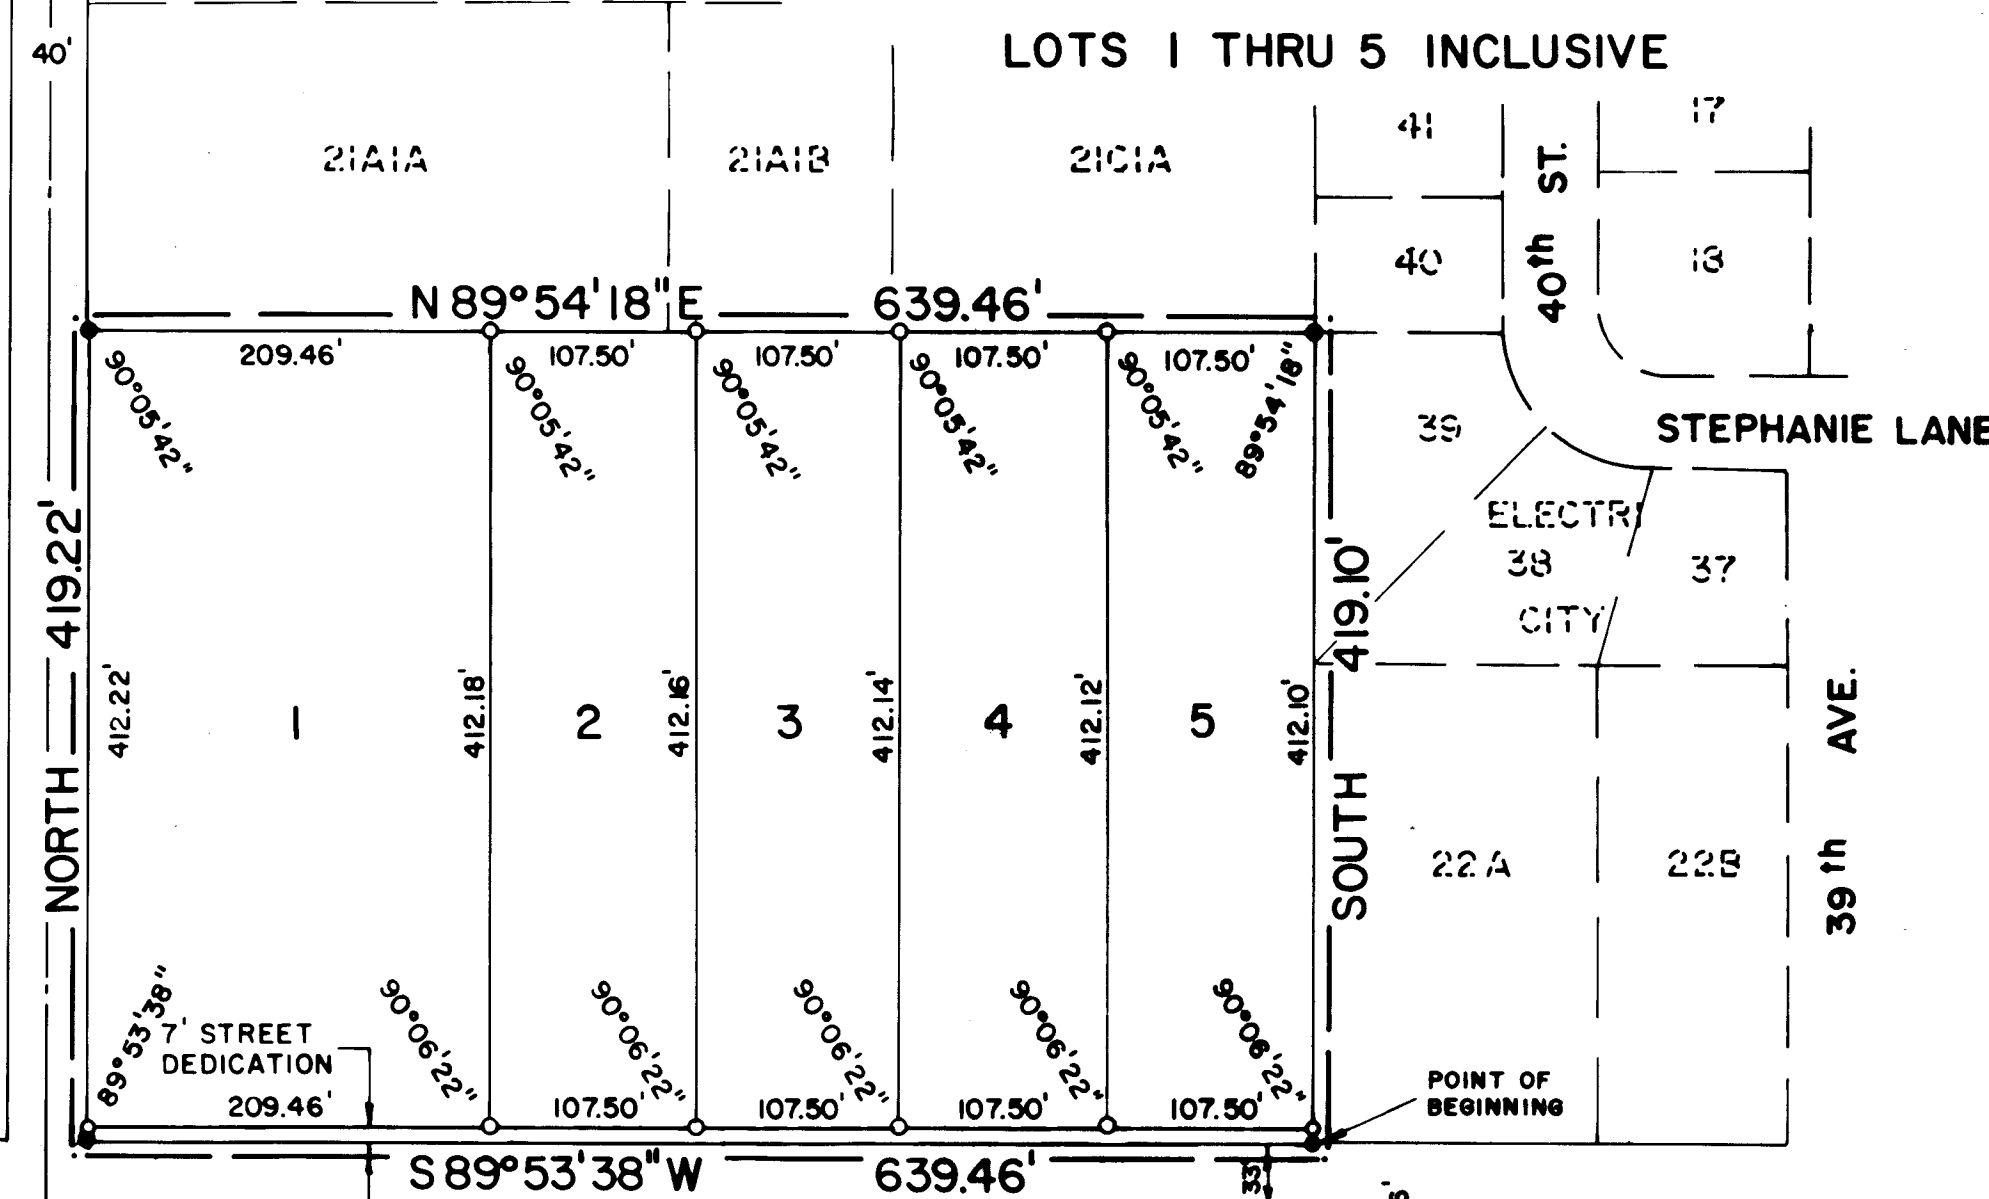 40'
LOTS 1 THRU 5 INCLUSIVE
21A1A
21A1B
21C1A
41
40
40th ST.
17
18
N 89°54'18" E 639.46'
209.46'
107.50'
107.50'
107.50'
107.50'
90°05'42"
90°05'42"
90°05'42"
90°05'42"
90°05'42"
89°54'18"
39
STEPHANIE LANE
NORTH 419.22'
SOUTH 419.10'
ELECTRI
38
CITY
37
412.22'
1
412.18'
2
412.16'
3
412.14'
4
412.12'
5
412.10'
22A
22B
39th AVE.
89°53'38"
7' STREET
DEDICATION
90°06'22"
90°06'22"
90°06'22"
90°06'22"
90°06'22"
209.46'
107.50'
107.50'
107.50'
107.50'
POINT OF
BEGINNING
S 89°53'38" W 639.46'
33'